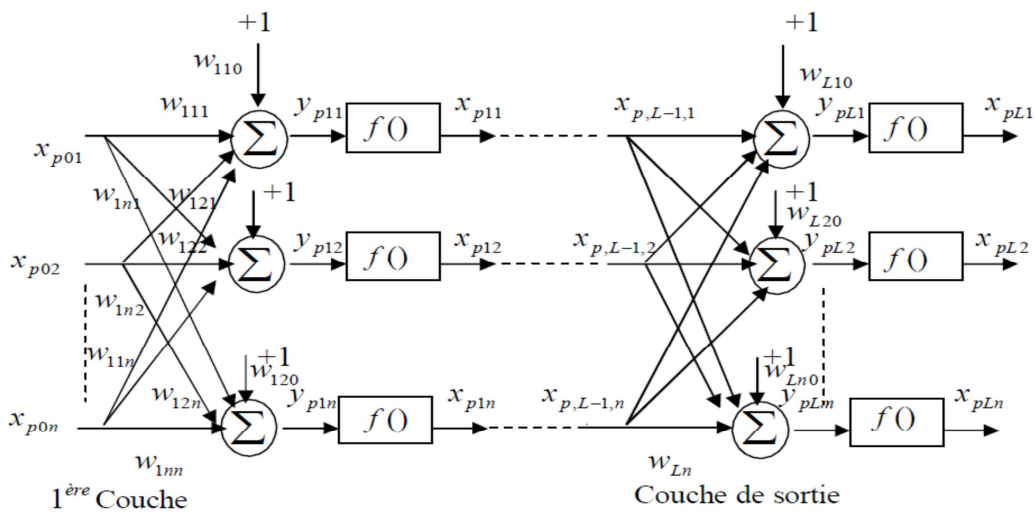 +1 +1
w110 wL10
w111 yp11 f() xp11 xp,L−1,1 ypL1 f() xpL1
xp01 Σ Σ
w1n1 w121 +1 +1
w122 wL20
xp02 Σ yp12 f() xp12 xp,L−1,2 Σ ypL2 f() xpL2
w1n2
w11n +1 +1
w12n w120 wLn0
xp0n Σ yp1n f() xp1n xp,L−1,n Σ ypLm f() xpLn
w1nn wLn
1ère Couche Couche de sortie